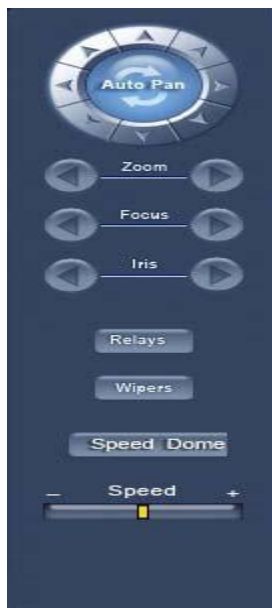 Auto Pan
Zoom
Focus
Iris
Relays
Wipers
Speed Dome
Speed
– +